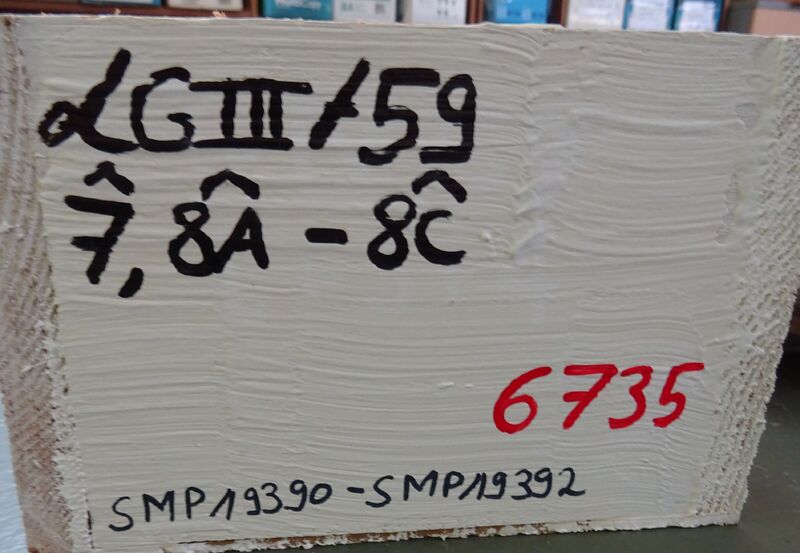 LGIII/59
7̂, 8Â - 8Ĉ
6735
SMP19390-SMP19392